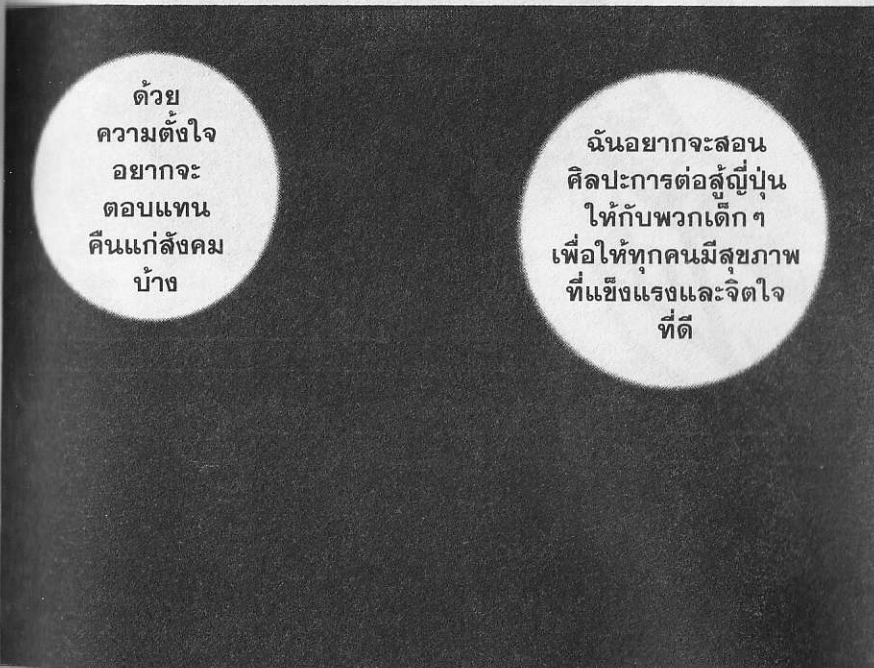 ฉันอยากจะสอน
ศิลปะการต่อสู้ญี่ปุ่น
ให้กับพวกเด็กๆ
เพื่อให้ทุกคนมีสุขภาพ
ที่แข็งแรงและจิตใจ
ที่ดี
ด้วย
ความตั้งใจ
อยากจะ
ตอบแทน
คืนแก่สังคม
บ้าง